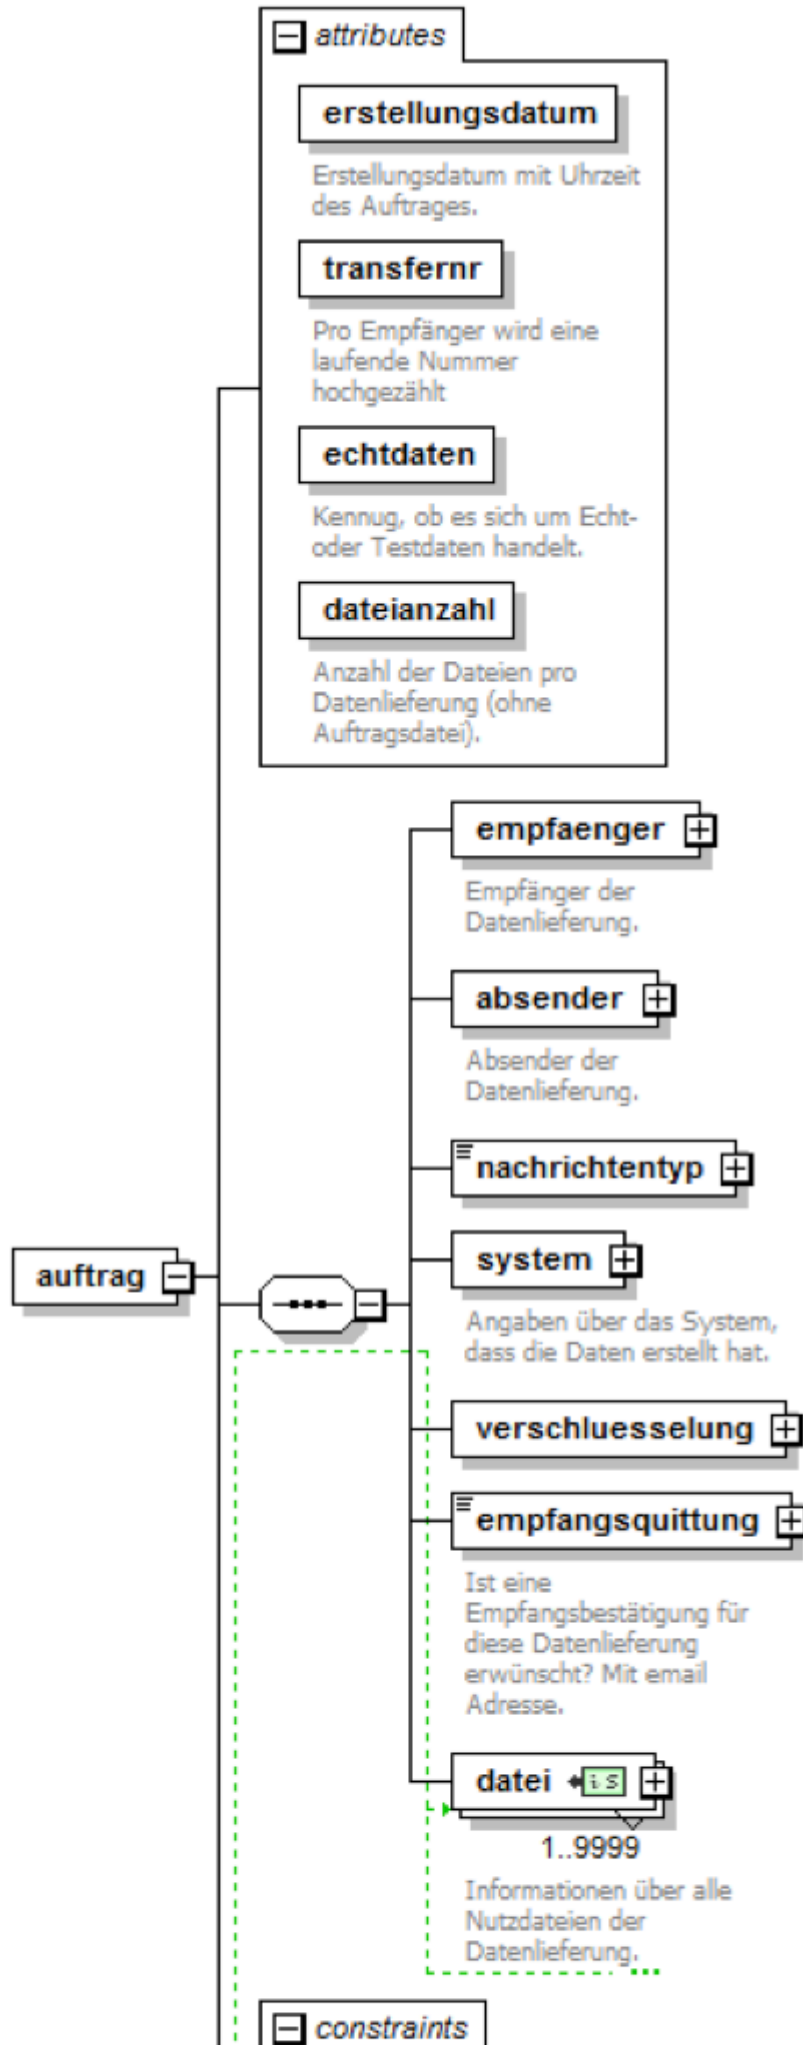 attributes
erstellungsdatum
Erstellungsdatum mit Uhrzeit
des Auftrages.
transfernr
Pro Empfänger wird eine
laufende Nummer
hochgezählt
echtdaten
Kennug, ob es sich um Echt-
oder Testdaten handelt.
dateianzahl
Anzahl der Dateien pro
Datenlieferung (ohne
Auftragsdatei).
empfaenger
Empfänger der
Datenlieferung.
absender
Absender der
Datenlieferung.
nachrichtentyp
auftrag
system
Angaben über das System,
dass die Daten erstellt hat.
verschluesselung
empfangsquittung
Ist eine
Empfangsbestätigung für
diese Datenlieferung
erwünscht? Mit email
Adresse.
datei is
1..9999
Informationen über alle
Nutzdateien der
Datenlieferung.
constraints